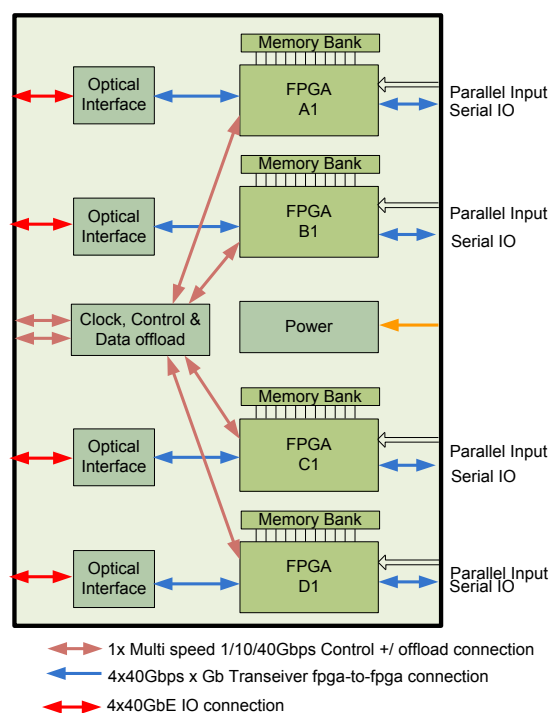 Memory Bank
Optical
Interface
FPGA
A1
Parallel Input
Serial IO
Memory Bank
Optical
Interface
FPGA
B1
Parallel Input
Serial IO
Clock, Control &
Data offload
Power
Memory Bank
Optical
Interface
FPGA
C1
Parallel Input
Serial IO
Memory Bank
Optical
Interface
FPGA
D1
Parallel Input
Serial IO
1x Multi speed 1/10/40Gbps Control +/ offload connection
4x40Gbps x Gb Transeiver fpga-to-fpga connection
4x40GbE IO connection